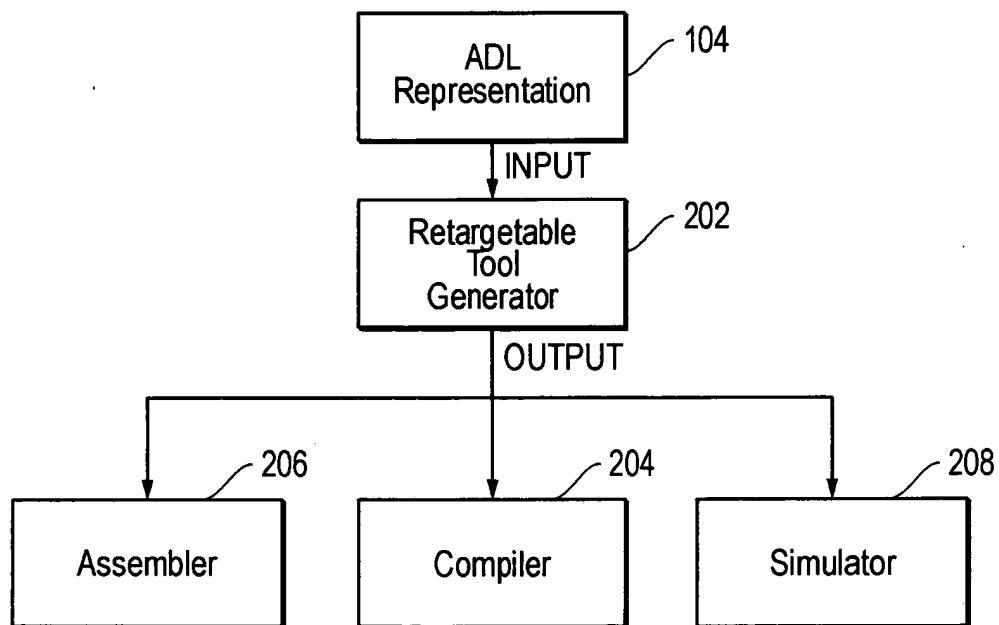 104
ADL
Representation
INPUT
202
Retargetable
Tool
Generator
OUTPUT
206
204
208
Assembler
Compiler
Simulator